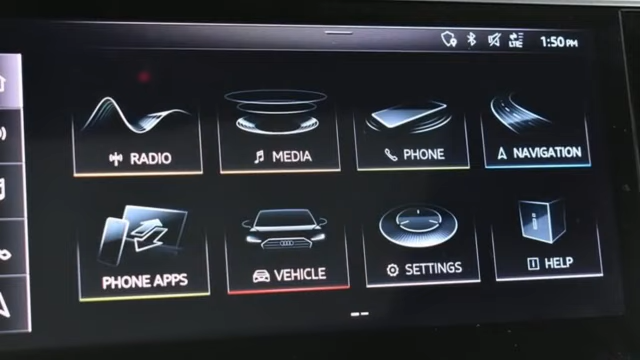 LTE 1:50 PM
RADIO MEDIA PHONE NAVIGATION
PHONE APPS VEHICLE SETTINGS HELP